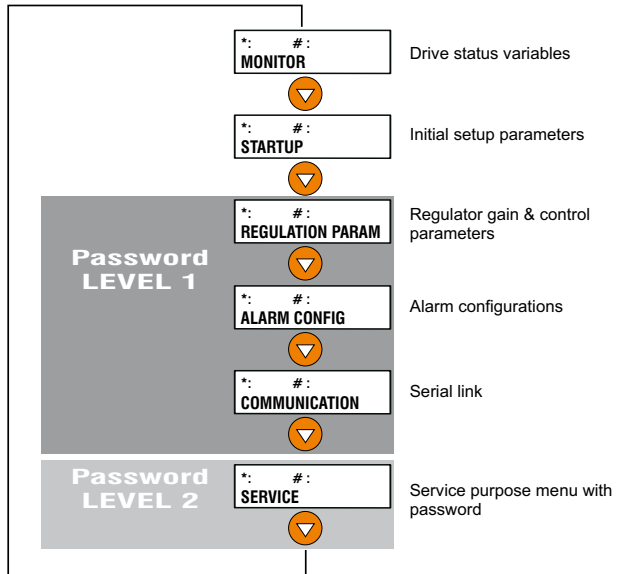 *: # :
MONITOR
Drive status variables
*: # :
STARTUP
Initial setup parameters
Password
LEVEL 1
*: # :
REGULATION PARAM
Regulator gain & control
parameters
*: # :
ALARM CONFIG
Alarm configurations
*: # :
COMMUNICATION
Serial link
Password
LEVEL 2
*: # :
SERVICE
Service purpose menu with
password